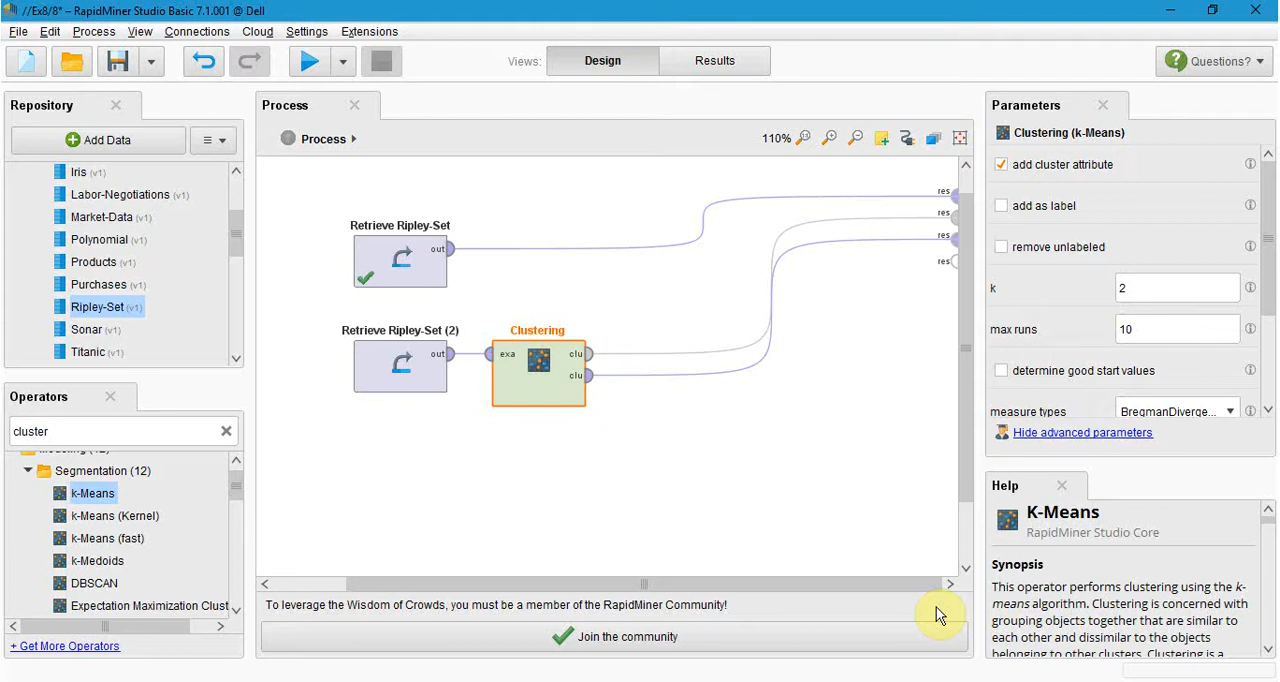 //Ex8/8* – RapidMiner Studio Basic 7.1.001 @ Dell
File Edit Process View Connections Cloud Settings Extensions
Views: Design Results
Questions?
Repository
Add Data
Iris (v1)
Labor-Negotiations (v1)
Market-Data (v1)
Polynomial (v1)
Products (v1)
Purchases (v1)
Ripley-Set (v1)
Sonar (v1)
Titanic (v1)
Operators
cluster
Segmentation (12)
k-Means
k-Means (Kernel)
k-Means (fast)
k-Medoids
DBSCAN
Expectation Maximization Clust
+ Get More Operators
Process
Process
110%
Retrieve Ripley-Set
out
Retrieve Ripley-Set (2)
out
Clustering
exa clu
clu
res
res
res
res
To leverage the Wisdom of Crowds, you must be a member of the RapidMiner Community!
Join the community
Parameters
Clustering (k-Means)
add cluster attribute
add as label
remove unlabeled
k 2
max runs 10
determine good start values
measure types BregmanDiverge...
Hide advanced parameters
Help
K-Means
RapidMiner Studio Core
Synopsis
This operator performs clustering using the k-
means algorithm. Clustering is concerned with
grouping objects together that are similar to
each other and dissimilar to the objects
belonging to other clusters. Clustering is a